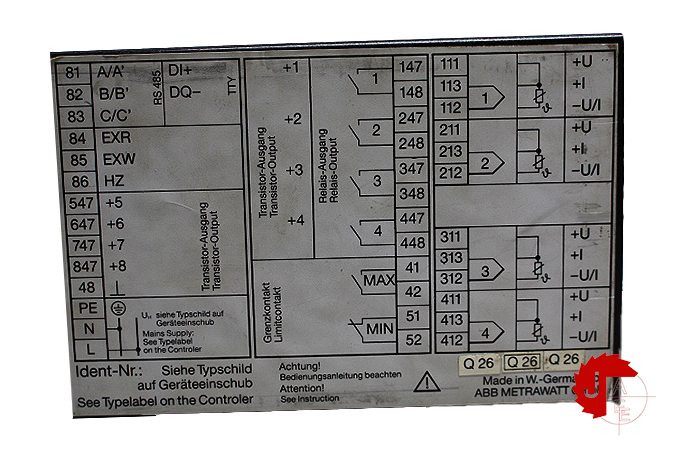 81 A/A' DI+
82 B/B' DQ–
83 C/C'
RS 485
TTY
84 EXR
85 EXW
86 HZ
547 +5
647 +6
747 +7
847 +8
48 ⊥
Transistor-Ausgang
Transistor-Output
PE
N
L
siehe Typschild auf
Geräteeinschub
Mains Supply:
See Typelabel
on the Controler
+1
+2
+3
+4
Transistor-Ausgang
Transistor-Output
Relais-Ausgang
Relais-Output
1 147
148
2 247
248
3 347
348
4 447
448
Grenzkontakt
Limitcontakt
MAX 41
42
MIN 51
52
111 +U
113 1 +I
112 ϑ –U/I
211 +U
213 2 +I
212 ϑ –U/I
311 +U
313 3 +I
312 ϑ –U/I
411 +U
413 4 +I
412 ϑ –U/I
Q 26 Q 26 Q 26
Ident-Nr.: Siehe Typschild
auf Geräteeinschub
See Typelabel on the Controler
Achtung!
Bedienungsanleitung beachten
Attention!
See Instruction
Made in W.-German
ABB METRAWATT